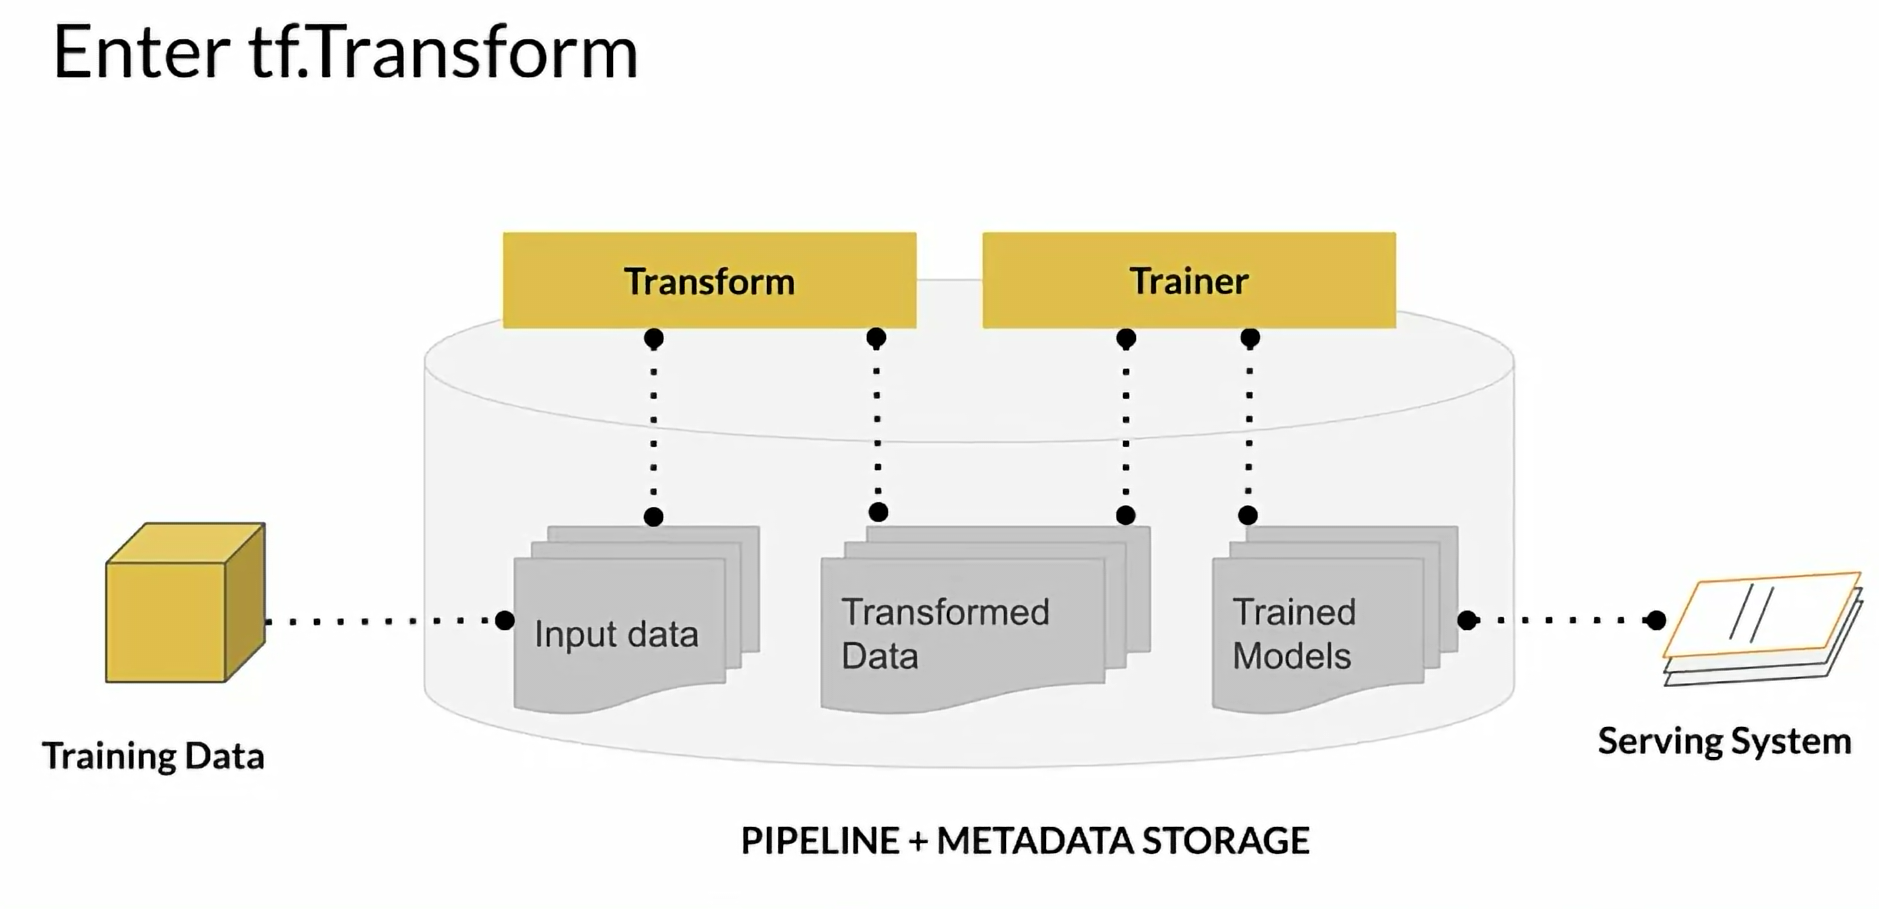 Enter tf.Transform
Transform
Trainer
Input data
Transformed
Data
Trained
Models
Training Data
Serving System
PIPELINE + METADATA STORAGE